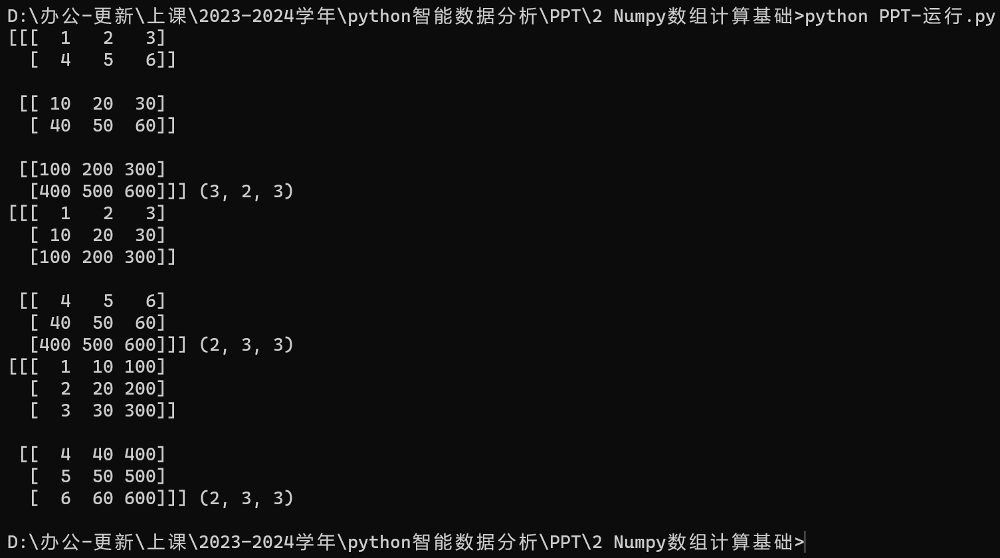 D:\办公-更新\上课\2023-2024学年\python智能数据分析\PPT\2 Numpy数组计算基础>python PPT-运行.py
[[[  1   2   3]
  [  4   5   6]]

 [[ 10  20  30]
  [ 40  50  60]]

 [[100 200 300]
  [400 500 600]]] (3, 2, 3)
[[[  1   2   3]
  [ 10  20  30]
  [100 200 300]]

 [[  4   5   6]
  [ 40  50  60]
  [400 500 600]]] (2, 3, 3)
[[[  1  10 100]
  [  2  20 200]
  [  3  30 300]]

 [[  4  40 400]
  [  5  50 500]
  [  6  60 600]]] (2, 3, 3)

D:\办公-更新\上课\2023-2024学年\python智能数据分析\PPT\2 Numpy数组计算基础>